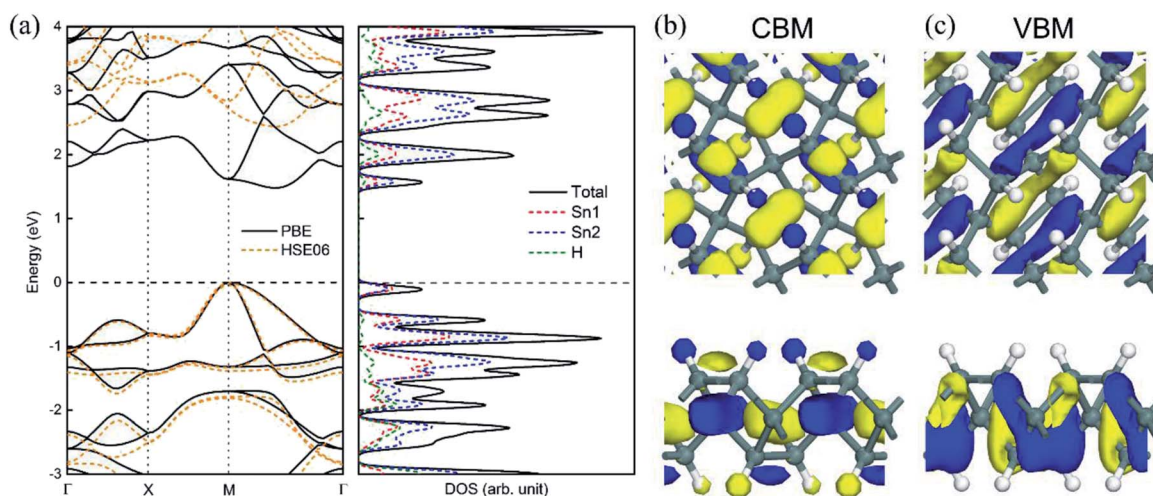 (a)
4
3
2
4
0
-1
-2
-3
Energy (eV)
PBE
HSE06
Γ X M Γ
Total
Sn1
Sn2
H
DOS (arb. unit)
(b) CBM
(c) VBM